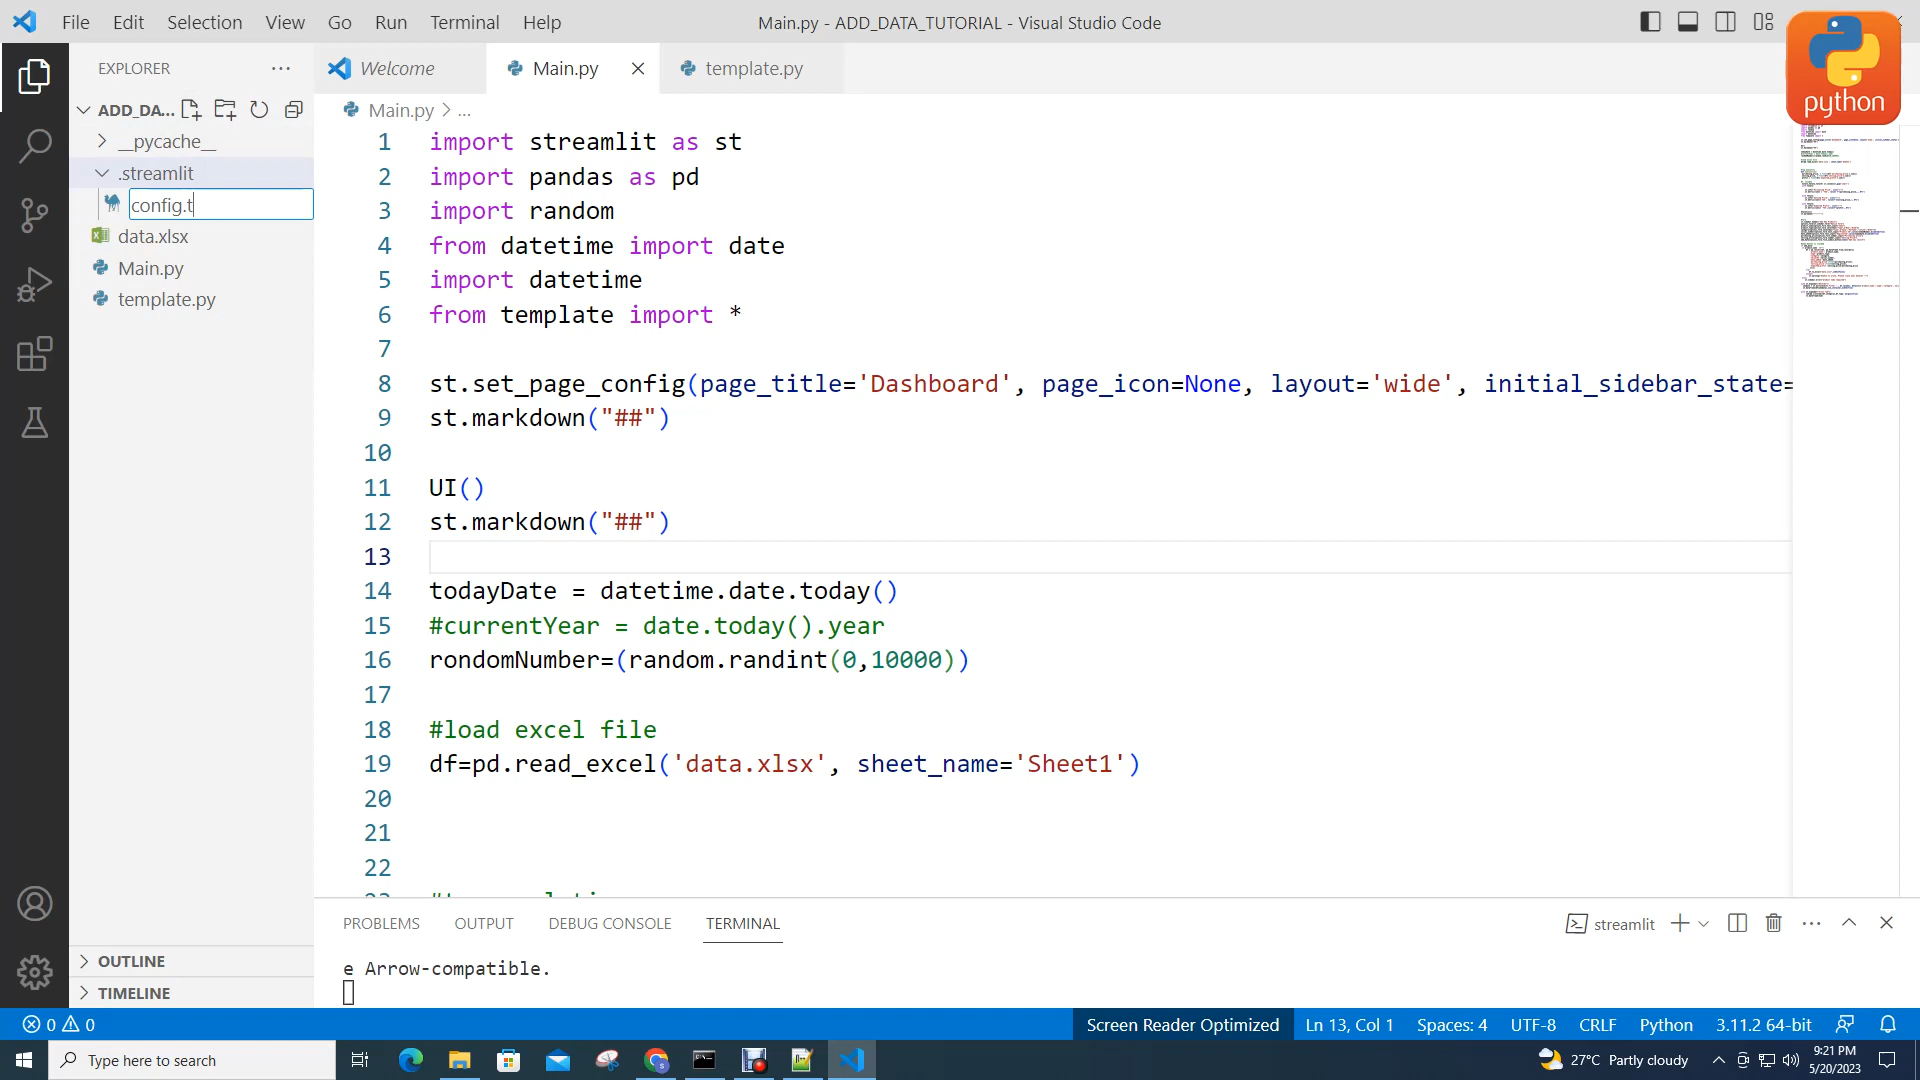 File Edit Selection View Go Run Terminal Help
Main.py - ADD_DATA_TUTORIAL - Visual Studio Code
python
EXPLORER
Welcome
Main.py
template.py
ADD_DA...
Main.py > ...
__pycache__
.streamlit
config.t
data.xlsx
Main.py
template.py
1 import streamlit as st
2 import pandas as pd
3 import random
4 from datetime import date
5 import datetime
6 from template import *
7
8 st.set_page_config(page_title='Dashboard', page_icon=None, layout='wide', initial_sidebar_state=
9 st.markdown("##")
10
11 UI()
12 st.markdown("##")
13
14 todayDate = datetime.date.today()
15 #currentYear = date.today().year
16 rondomNumber=(random.randint(0,10000))
17
18 #load excel file
19 df=pd.read_excel('data.xlsx', sheet_name='Sheet1')
20
21
22
PROBLEMS OUTPUT DEBUG CONSOLE TERMINAL
streamlit
e Arrow-compatible.
OUTLINE
TIMELINE
0 0
Screen Reader Optimized Ln 13, Col 1 Spaces: 4 UTF-8 CRLF Python 3.11.2 64-bit
Type here to search
27°C Partly cloudy
9:21 PM
5/20/2023